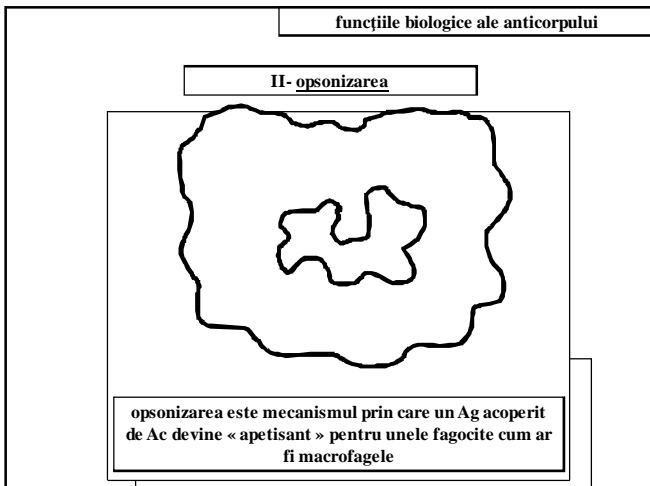 funcţiile biologice ale anticorpului
II- opsonizarea
opsonizarea este mecanismul prin care un Ag acoperit
de Ac devine « apetisant » pentru unele fagocite cum ar
fi macrofagele